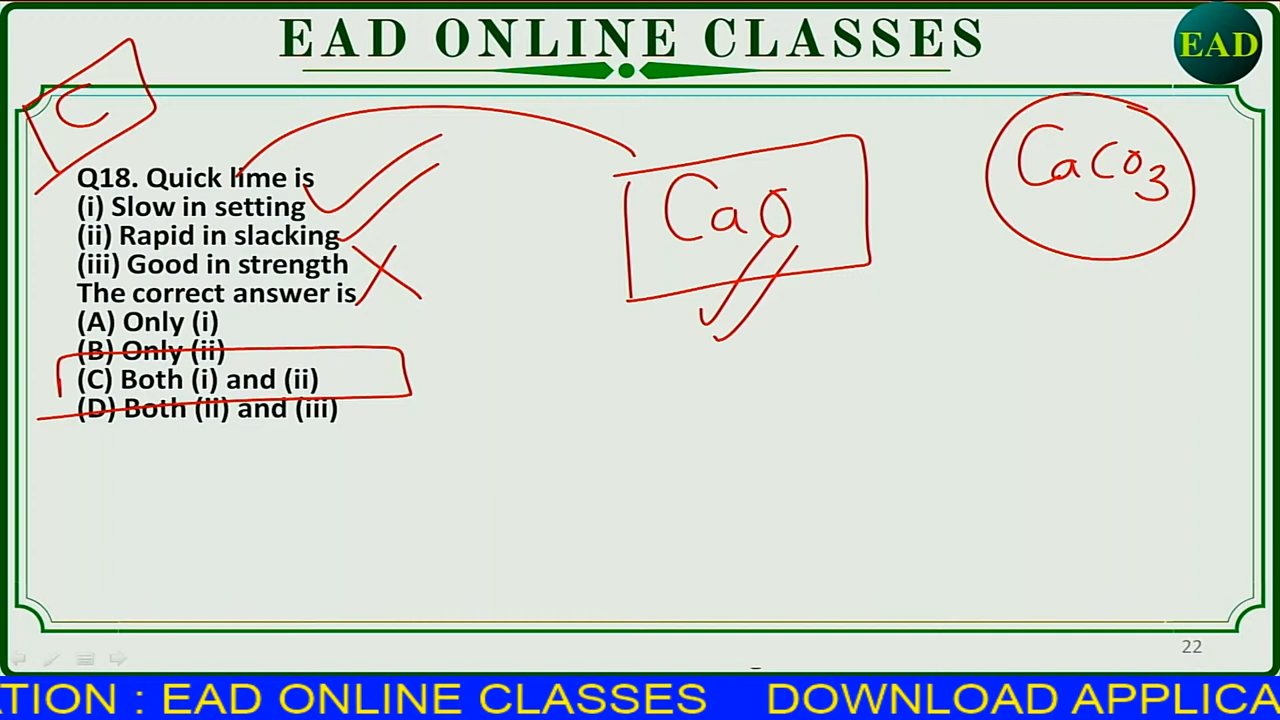 EAD ONLINE CLASSES
EAD
C
Q18. Quick lime is
(i) Slow in setting
(ii) Rapid in slacking
(iii) Good in strength
The correct answer is
(A) Only (i)
(B) Only (ii)
(C) Both (i) and (ii)
(D) Both (ii) and (iii)
CaO
CaCO3
22
ATION : EAD ONLINE CLASSES DOWNLOAD APPLICA